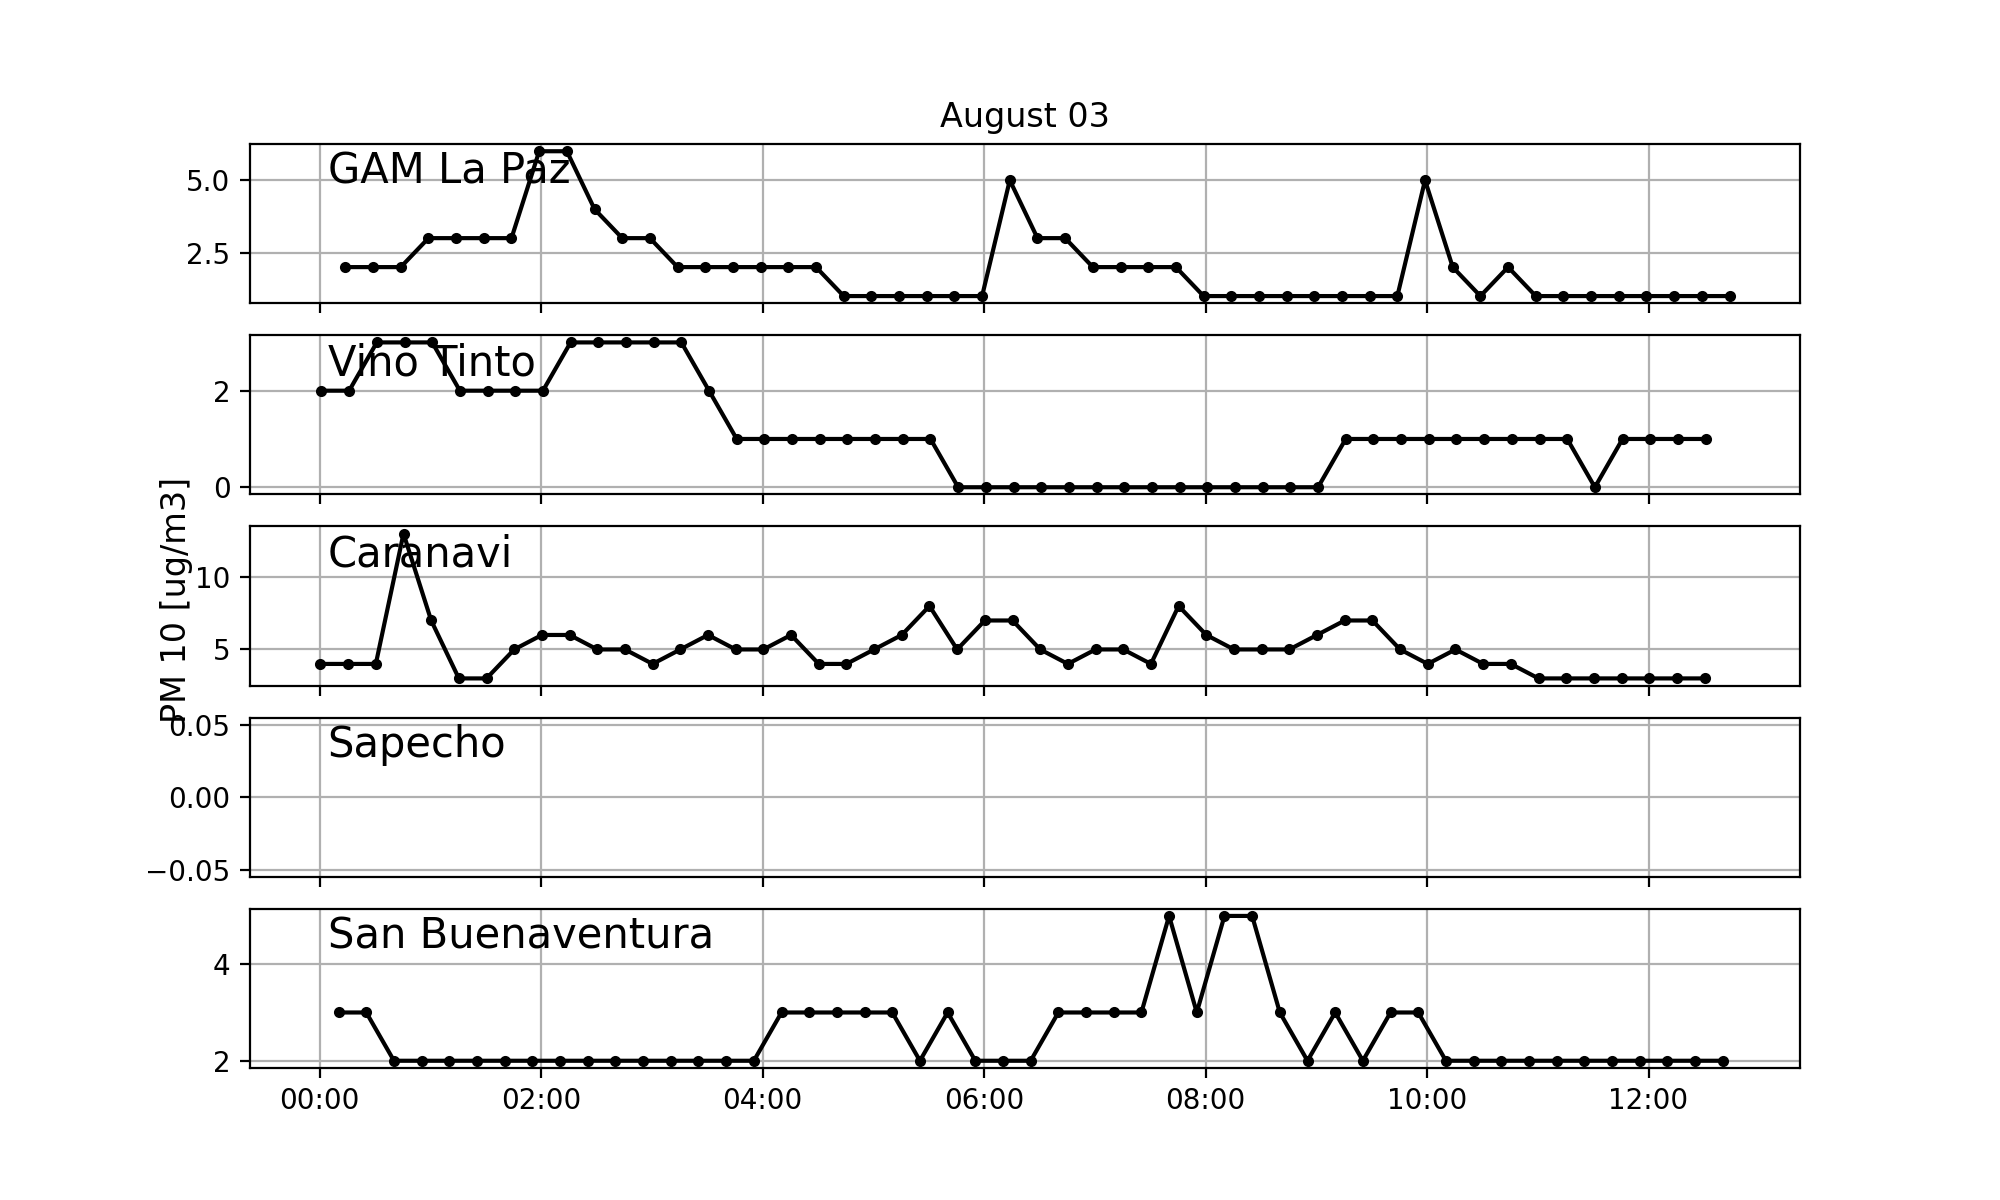 August 03
GAM La Paz
5.0
2.5
Vino Tinto
2
0
PM 10 [ug/m3]
Caranavi
10
5
Sapecho
0.05
0.00
−0.05
San Buenaventura
4
2
00:00 02:00 04:00 06:00 08:00 10:00 12:00